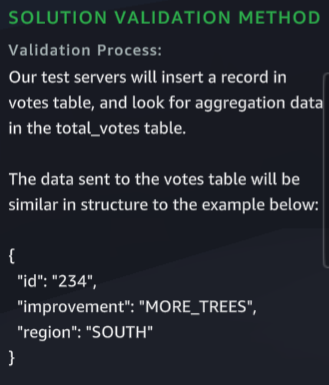 SOLUTION VALIDATION METHOD
Validation Process:
Our test servers will insert a record in
votes table, and look for aggregation data
in the total_votes table.
The data sent to the votes table will be
similar in structure to the example below:
{
"id": "234",
"improvement": "MORE_TREES",
"region": "SOUTH"
}